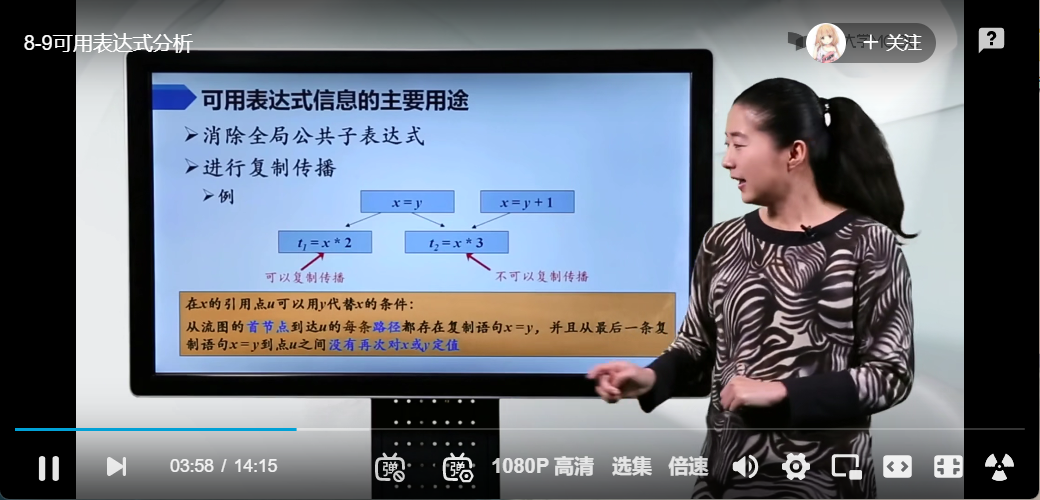 8-9可用表达式分析
+ 关注
可用表达式信息的主要用途
➢消除全局公共子表达式
➢进行复制传播
➢例
x = y
x = y + 1
t1 = x * 2
t2 = x * 3
可以复制传播
不可以复制传播
在x的引用点u可以用y代替x的条件：
从流图的首节点到达u的每条路径都存在复制语句x = y，并且从最后一条复
制语句x = y到点u之间没有再次对x或y定值
03:58 / 14:15
弹
弹
1080P 高清
选集
倍速